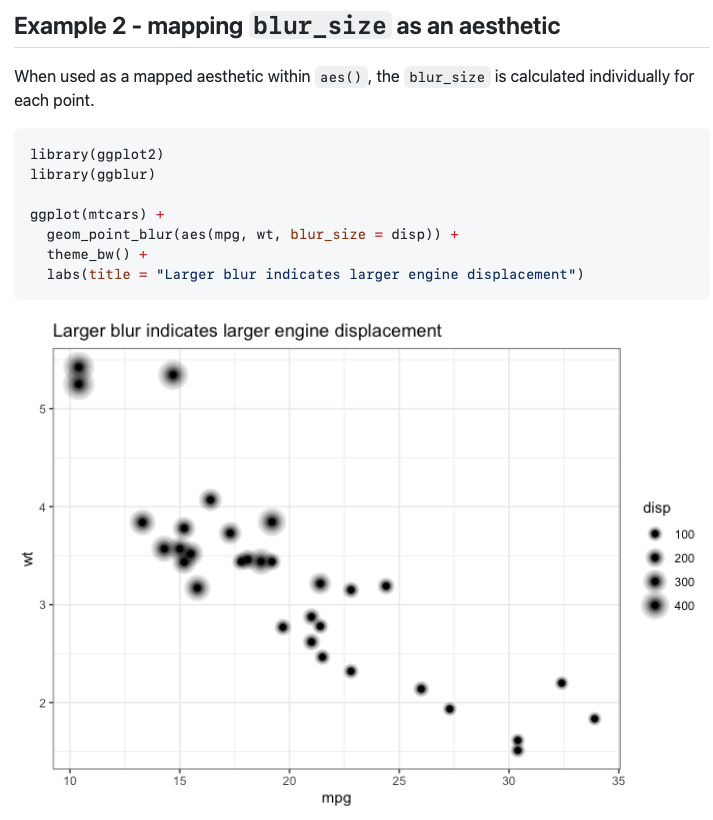 Example 2 - mapping blur_size as an aesthetic
When used as a mapped aesthetic within aes(), the blur_size is calculated individually for
each point.
library(ggplot2)
library(ggblur)
ggplot(mtcars) +
  geom_point_blur(aes(mpg, wt, blur_size = disp)) +
  theme_bw() +
  labs(title = "Larger blur indicates larger engine displacement")
Larger blur indicates larger engine displacement
5
4
3
2
wt
10 15 20 25 30 35
mpg
disp
100
200
300
400